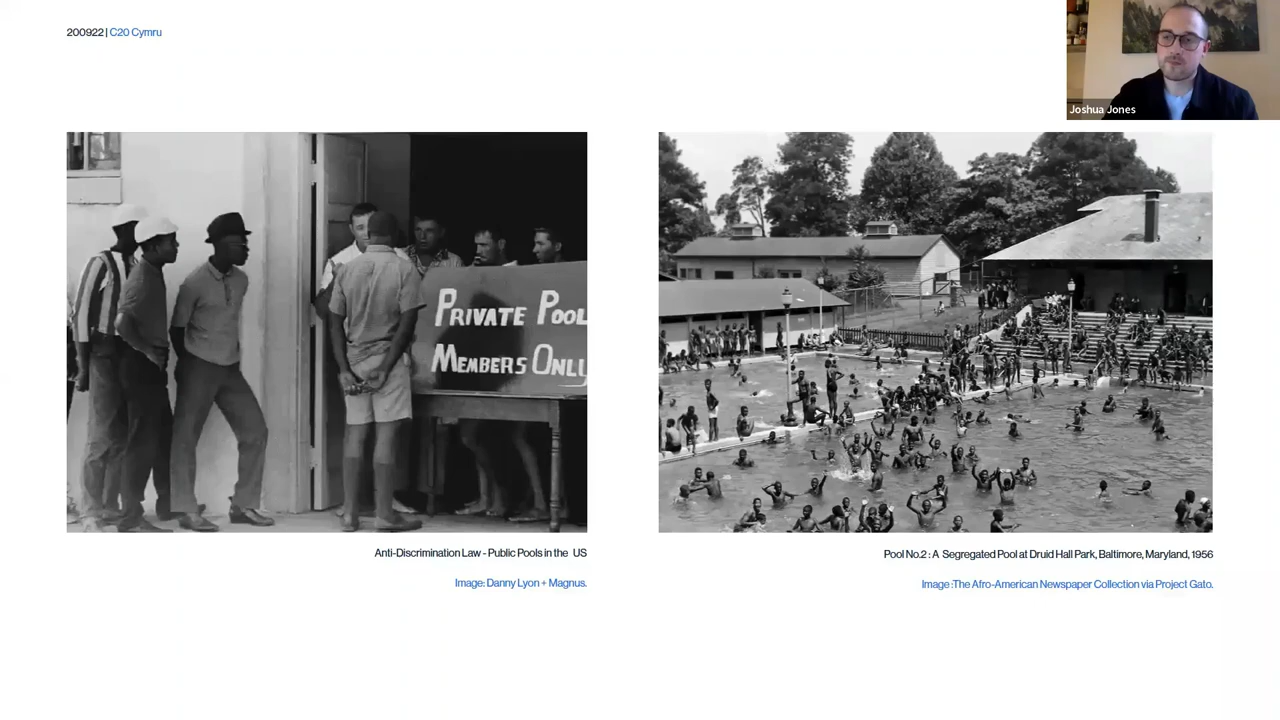 200922 | C20 Cymru
Joshua Jones
PRIVATE POOL
MEMBERS ONLY
Anti-Discrimination Law - Public Pools in the US
Image: Danny Lyon + Magnus.
Pool No.2 : A Segregated Pool at Druid Hall Park, Baltimore, Maryland, 1956
Image :The Afro-American Newspaper Collection via Project Gato.